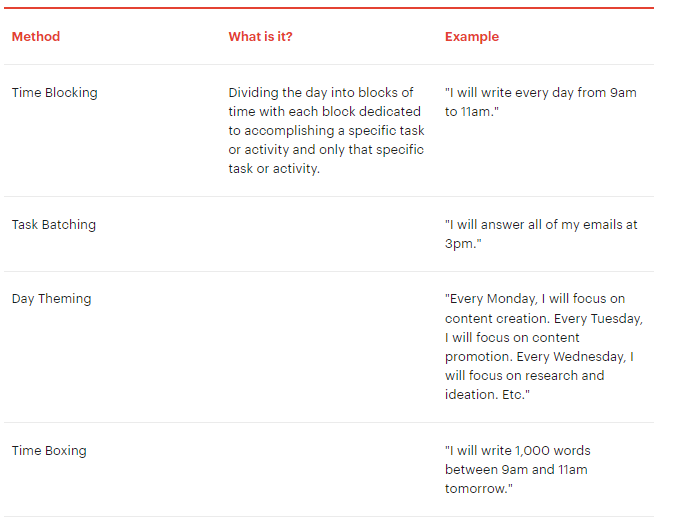 Method What is it? Example
Time Blocking Dividing the day into blocks of "I will write every day from 9am
time with each block dedicated to 11am."
to accomplishing a specific task
or activity and only that specific
task or activity.
Task Batching "I will answer all of my emails at
3pm."
Day Theming "Every Monday, I will focus on
content creation. Every Tuesday,
I will focus on content
promotion. Every Wednesday, I
will focus on research and
ideation. Etc."
Time Boxing "I will write 1,000 words
between 9am and 11am
tomorrow."